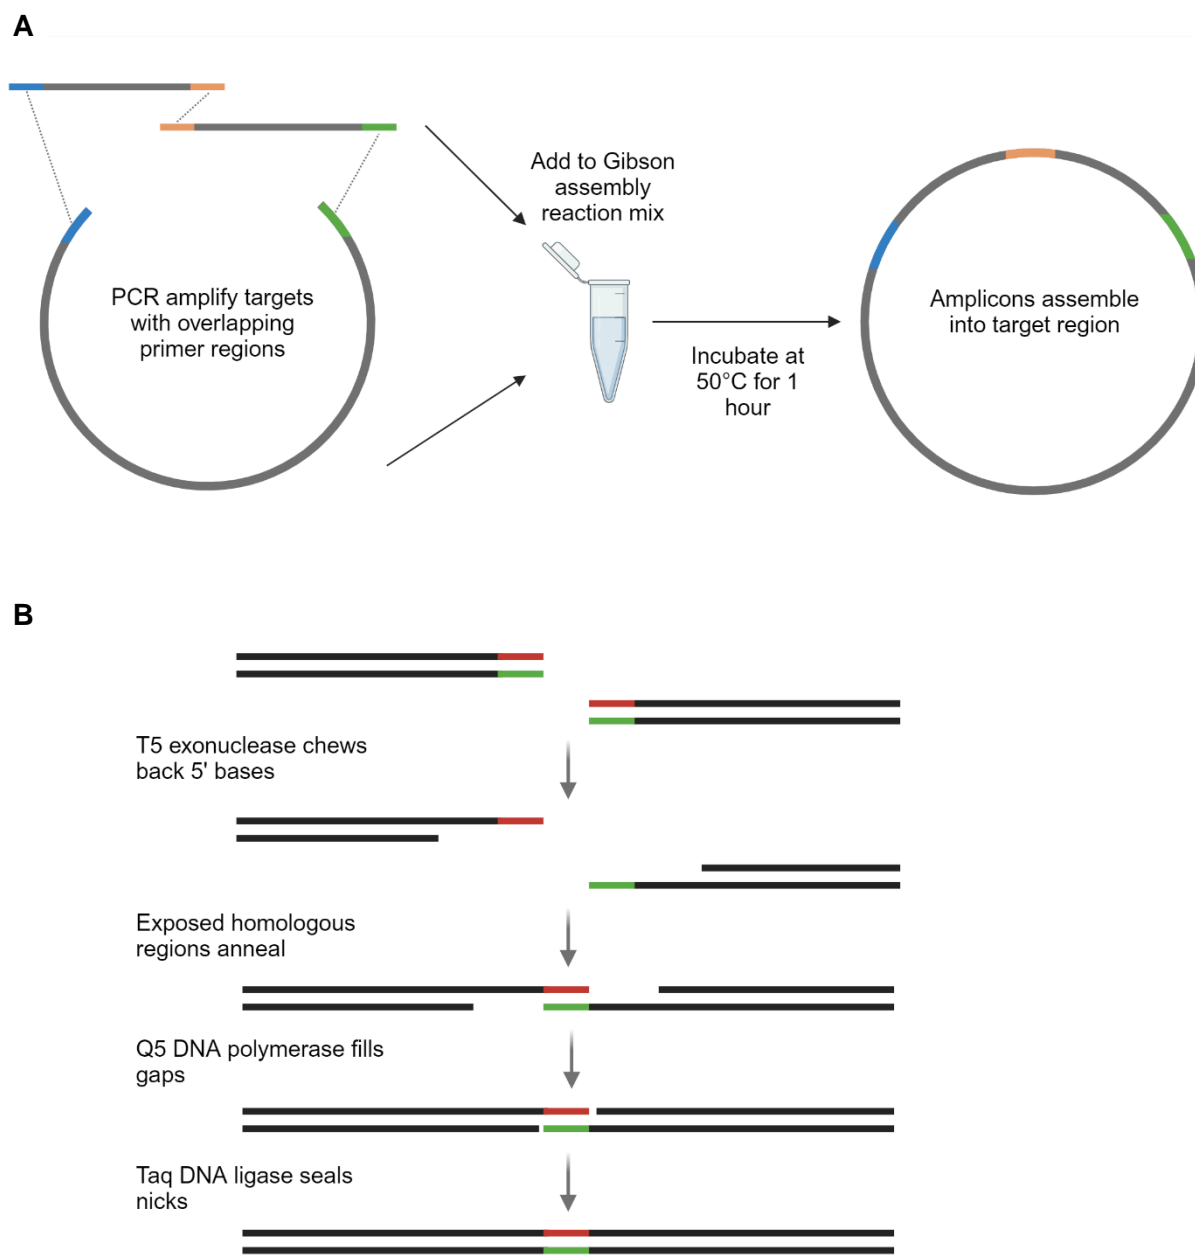 A
PCR amplify targets
with overlapping
primer regions
Add to Gibson
assembly
reaction mix
Incubate at
50°C for 1
hour
Amplicons assemble
into target region
B
T5 exonuclease chews
back 5' bases
Exposed homologous
regions anneal
Q5 DNA polymerase fills
gaps
Taq DNA ligase seals
nicks